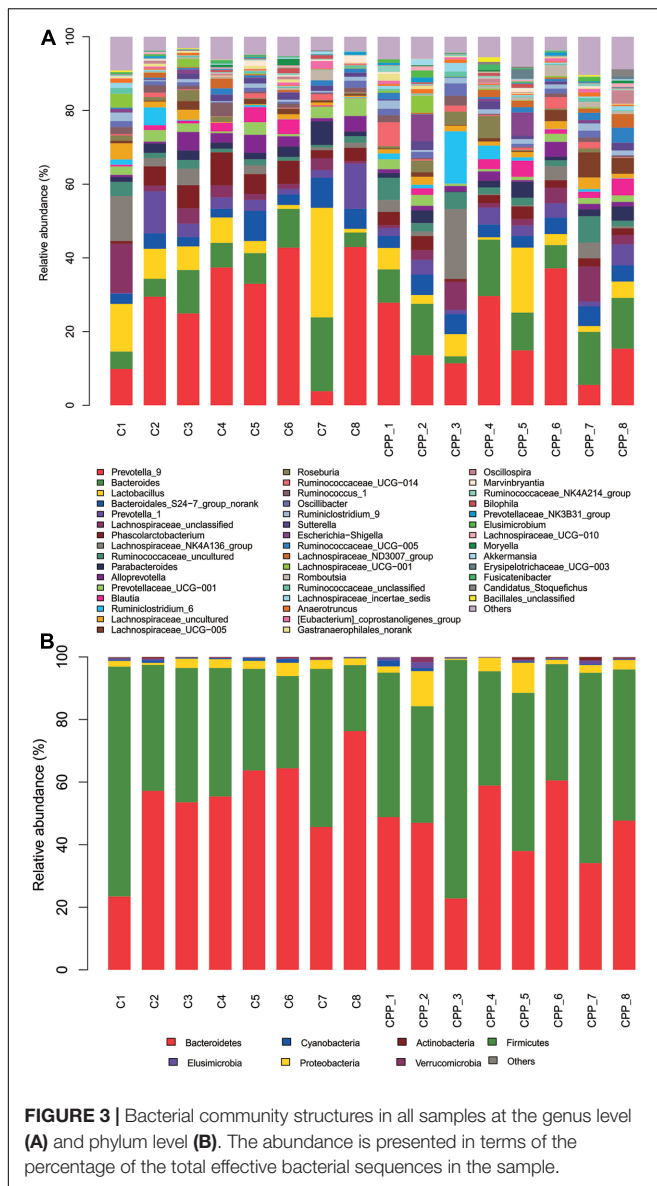 A
Relative abundance (%)
100
80
60
40
20
0
C1 C2 C3 C4 C5 C6 C7 C8 CPP_1 CPP_2 CPP_3 CPP_4 CPP_5 CPP_6 CPP_7 CPP_8
Prevotella_9
Bacteroides
Lactobacillus
Bacteroidales_S24-7_group_norank
Prevotella_1
Lachnospiraceae_unclassified
Phascolarctobacterium
Lachnospiraceae_NK4A136_group
Ruminococcaceae_uncultured
Parabacteroides
Alloprevotella
Prevotellaceae_UCG-001
Blautia
Ruminiclostridium_6
Lachnospiraceae_uncultured
Lachnospiraceae_UCG-005
Roseburia
Ruminococcaceae_UCG-014
Ruminococcus_1
Oscillibacter
Ruminiclostridium_9
Sutterella
Escherichia-Shigella
Ruminococcaceae_UCG-005
Lachnospiraceae_ND3007_group
Lachnospiraceae_UCG-001
Romboutsia
Ruminococcaceae_unclassified
Lachnospiraceae_incertae_sedis
Anaerotruncus
[Eubacterium]_coprostanoligenes_group
Gastranaerophilales_norank
Oscillospira
Marvinbryantia
Ruminococcaceae_NK4A214_group
Bilophila
Prevotellaceae_NK3B31_group
Elusimicrobium
Lachnospiraceae_UCG-010
Moryella
Akkermansia
Erysipelotrichaceae_UCG-003
Fusicatenibacter
Candidatus_Stoquefichus
Bacillales_unclassified
Others
B
Relative abundance (%)
100
80
60
40
20
0
C1 C2 C3 C4 C5 C6 C7 C8 CPP_1 CPP_2 CPP_3 CPP_4 CPP_5 CPP_6 CPP_7 CPP_8
Bacteroidetes Cyanobacteria Actinobacteria Firmicutes
Elusimicrobia Proteobacteria Verrucomicrobia Others
FIGURE 3 | Bacterial community structures in all samples at the genus level
(A) and phylum level (B). The abundance is presented in terms of the
percentage of the total effective bacterial sequences in the sample.